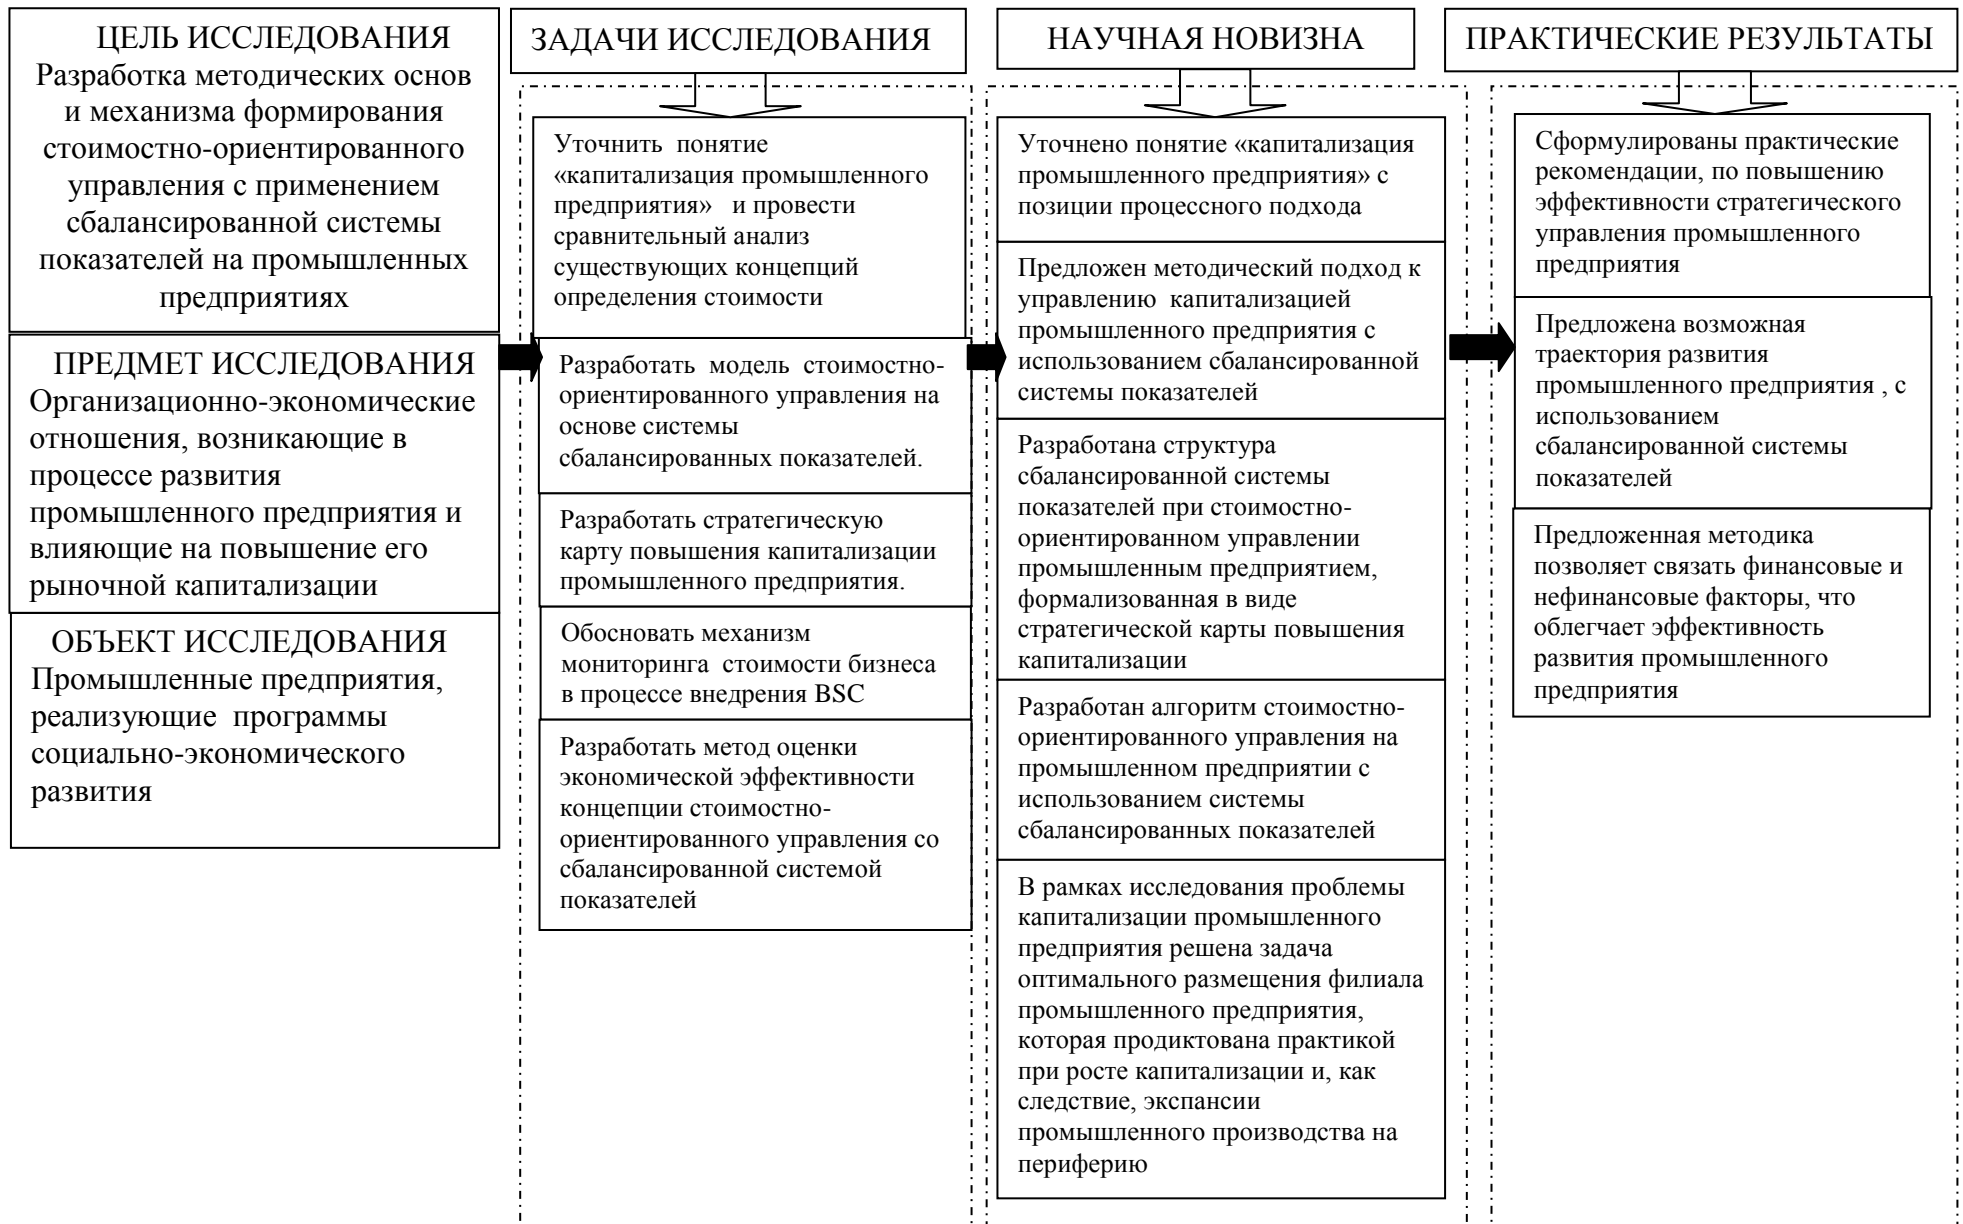 ЦЕЛЬ ИССЛЕДОВАНИЯ
Разработка методических основ
и механизма формирования
стоимостно-ориентированного
управления с применением
сбалансированной системы
показателей на промышленных
предприятиях
ПРЕДМЕТ ИССЛЕДОВАНИЯ
Организационно-экономические
отношения, возникающие в
процессе развития
промышленного предприятия и
влияющие на повышение его
рыночной капитализации
ОБЪЕКТ ИССЛЕДОВАНИЯ
Промышленные предприятия,
реализующие программы
социально-экономического
развития
ЗАДАЧИ ИССЛЕДОВАНИЯ
Уточнить понятие
«капитализация промышленного
предприятия» и провести
сравнительный анализ
существующих концепций
определения стоимости
Разработать модель стоимостно-
ориентированного управления на
основе системы
сбалансированных показателей.
Разработать стратегическую
карту повышения капитализации
промышленного предприятия.
Обосновать механизм
мониторинга стоимости бизнеса
в процессе внедрения BSC
Разработать метод оценки
экономической эффективности
концепции стоимостно-
ориентированного управления со
сбалансированной системой
показателей
НАУЧНАЯ НОВИЗНА
Уточнено понятие «капитализация
промышленного предприятия» с
позиции процессного подхода
Предложен методический подход к
управлению капитализацией
промышленного предприятия с
использованием сбалансированной
системы показателей
Разработана структура
сбалансированной системы
показателей при стоимостно-
ориентированном управлении
промышленным предприятием,
формализованная в виде
стратегической карты повышения
капитализации
Разработан алгоритм стоимостно-
ориентированного управления на
промышленном предприятии с
использованием системы
сбалансированных показателей
В рамках исследования проблемы
капитализации промышленного
предприятия решена задача
оптимального размещения филиала
промышленного предприятия,
которая продиктована практикой
при росте капитализации и, как
следствие, экспансии
промышленного производства на
периферию
ПРАКТИЧЕСКИЕ РЕЗУЛЬТАТЫ
Сформулированы практические
рекомендации, по повышению
эффективности стратегического
управления промышленного
предприятия
Предложена возможная
траектория развития
промышленного предприятия , с
использованием
сбалансированной системы
показателей
Предложенная методика
позволяет связать финансовые и
нефинансовые факторы, что
облегчает эффективность
развития промышленного
предприятия